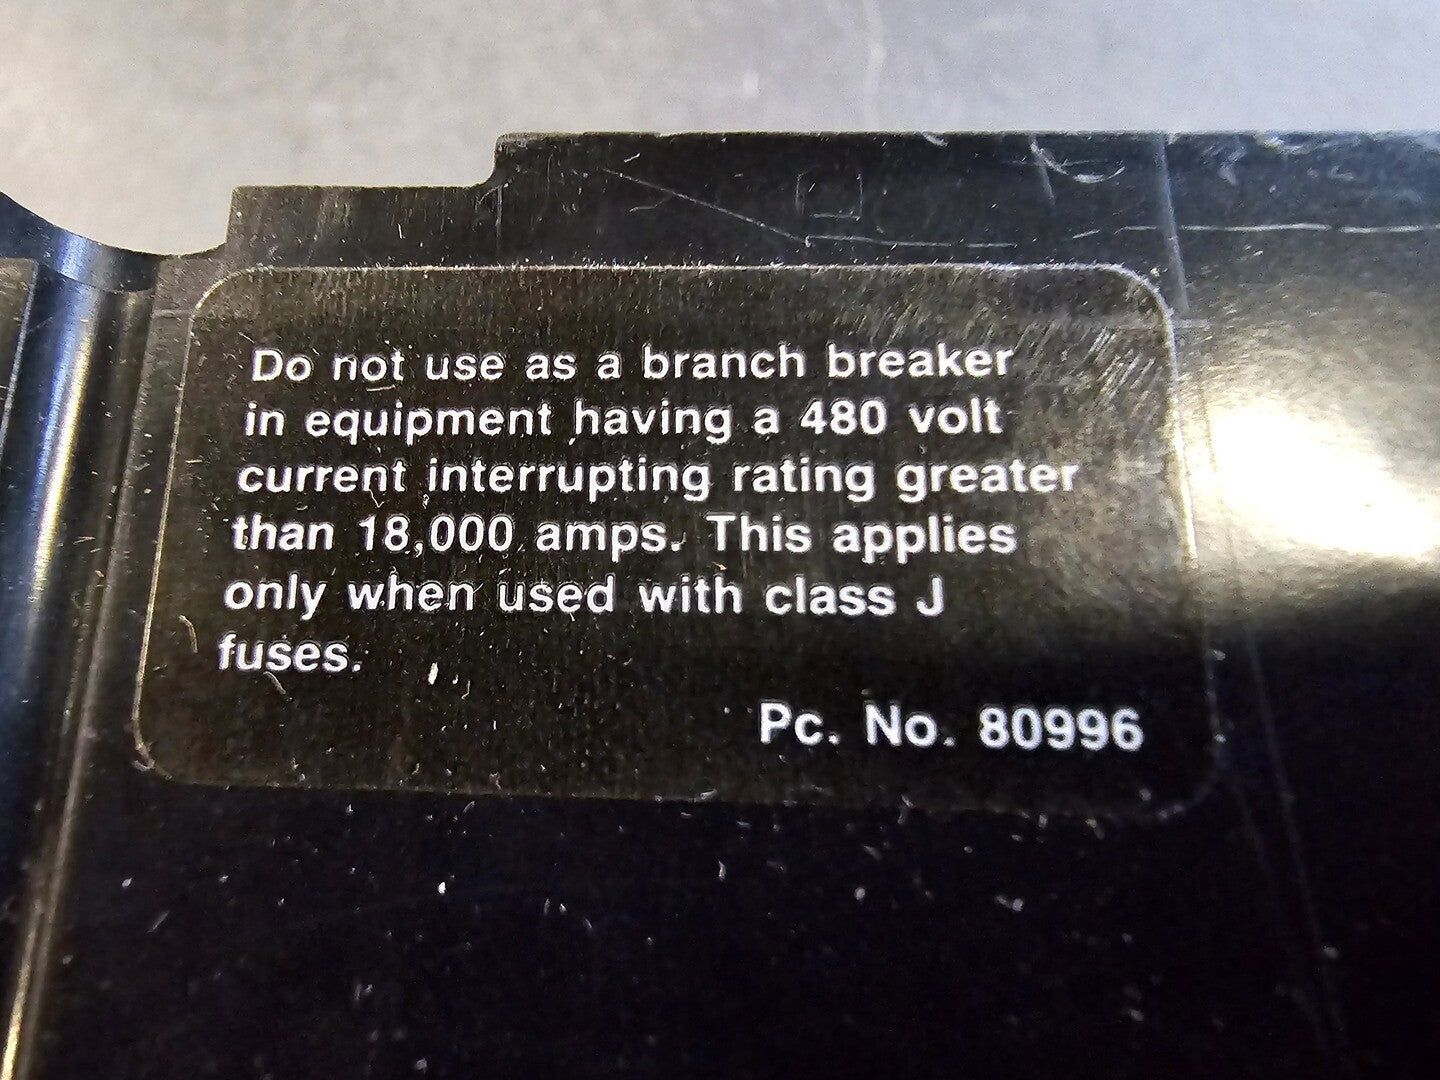 Do not use as a branch breaker
in equipment having a 480 volt
current interrupting rating greater
than 18,000 amps. This applies
only when used with class J
fuses.
Pc. No. 80996